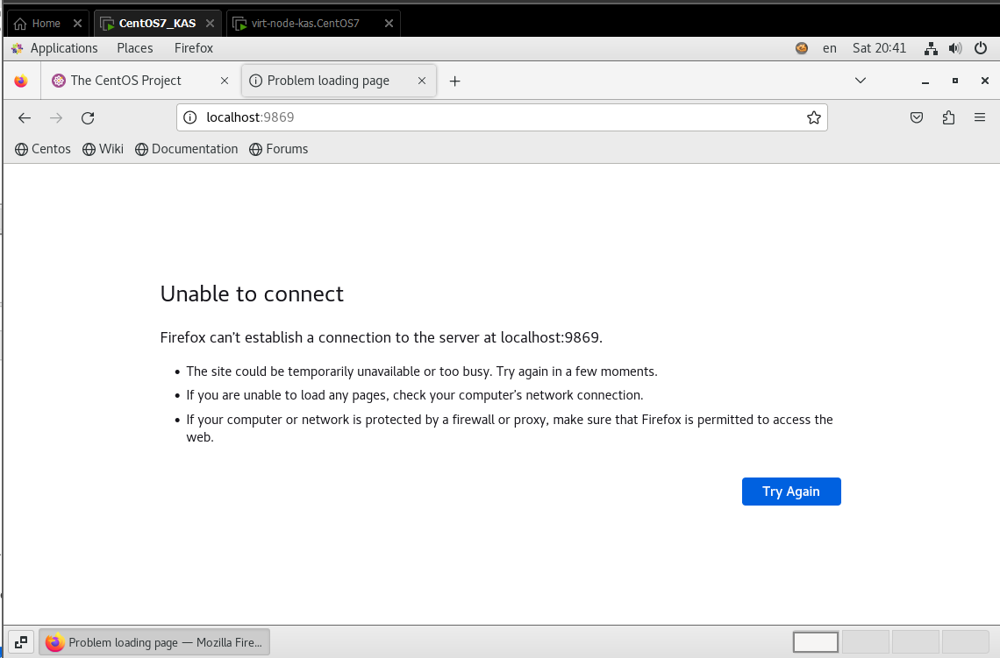 Home
CentOS7_KAS
virt-node-kas.CentOS7
Applications Places Firefox en Sat 20:41
The CentOS Project
Problem loading page
localhost:9869
Centos Wiki Documentation Forums
Unable to connect
Firefox can’t establish a connection to the server at localhost:9869.
• The site could be temporarily unavailable or too busy. Try again in a few moments.
• If you are unable to load any pages, check your computer’s network connection.
• If your computer or network is protected by a firewall or proxy, make sure that Firefox is permitted to access the
web.
Try Again
Problem loading page — Mozilla Fire...